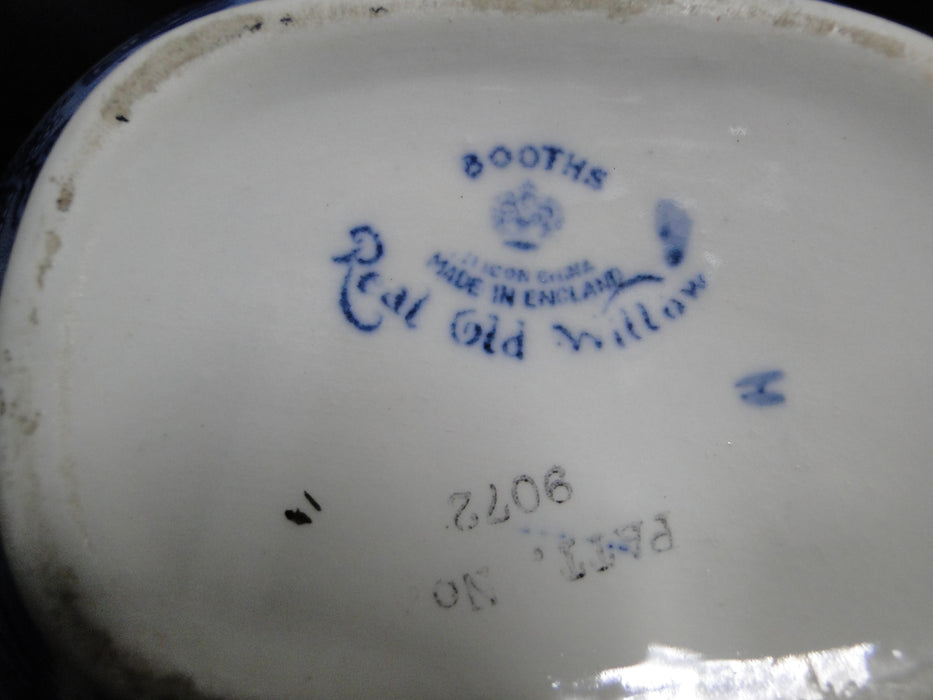 BOOTHS
SILICON CHINA
MADE IN ENGLAND
Real Old Willow
M
PATT. No
9072